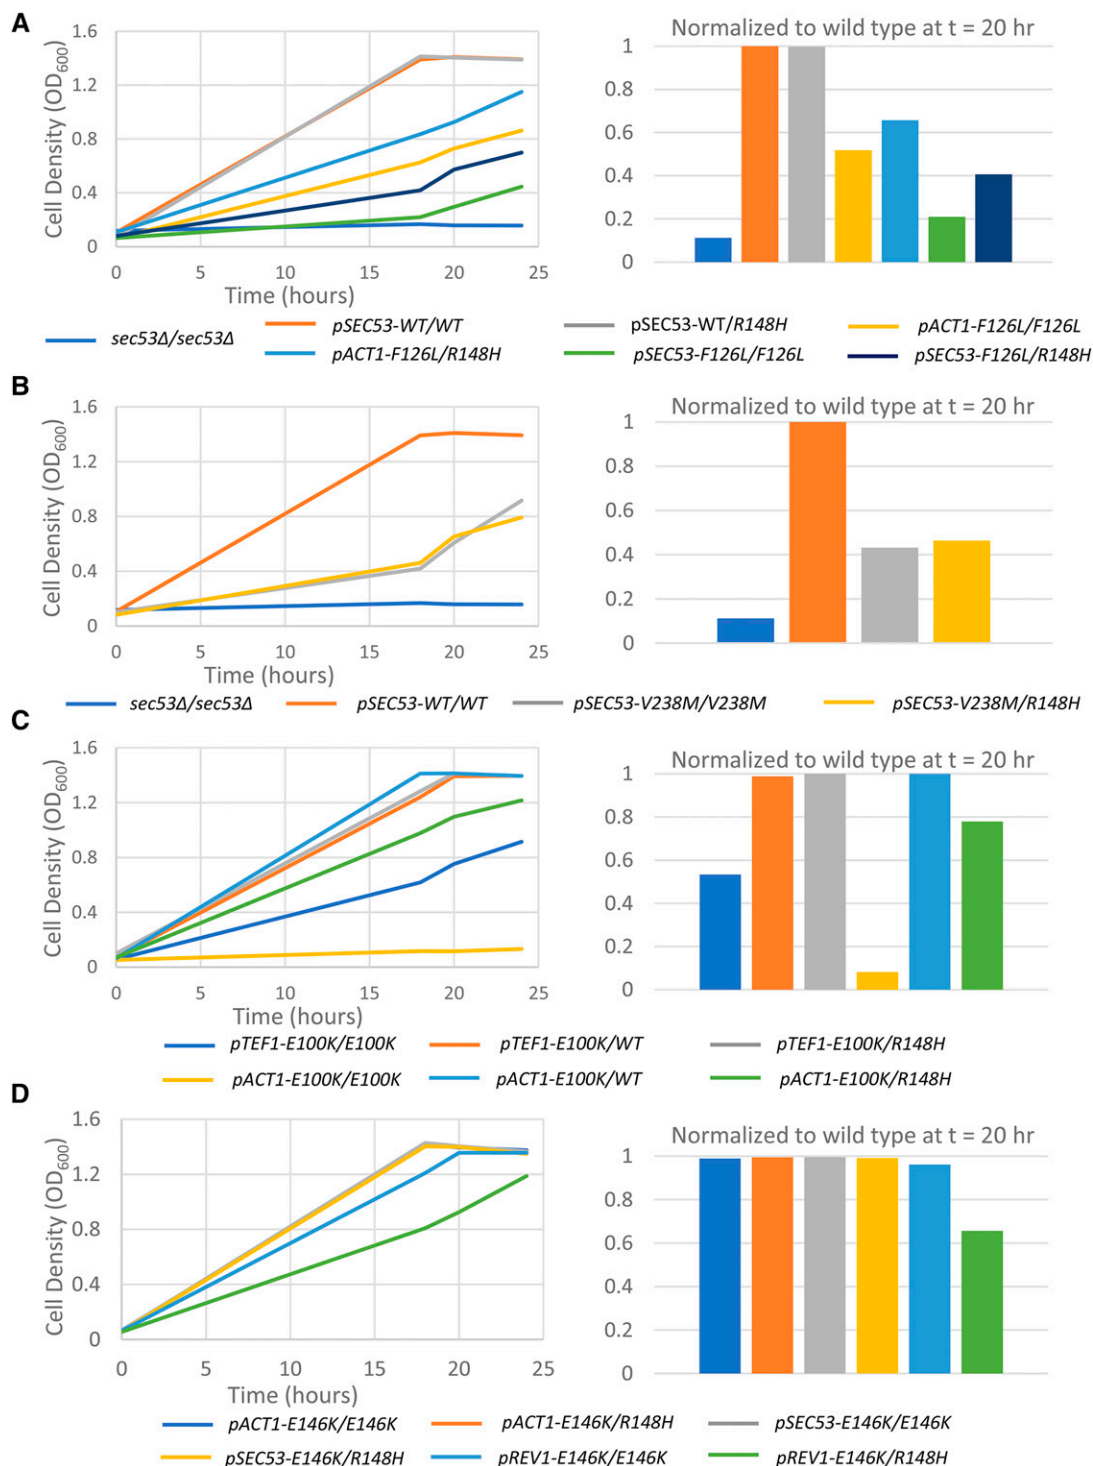 A
Normalized to wild type at t = 20 hr
Cell Density (OD600)
1.6
1.2
0.8
0.4
0
0 5 10 15 20 25
Time (hours)
1
0.8
0.6
0.4
0.2
0
sec53Δ/sec53Δ
pSEC53-WT/WT
pSEC53-WT/R148H
pACT1-F126L/F126L
pACT1-F126L/R148H
pSEC53-F126L/F126L
pSEC53-F126L/R148H
B
Normalized to wild type at t = 20 hr
Cell Density (OD600)
1.6
1.2
0.8
0.4
0
0 5 10 15 20 25
Time (hours)
1
0.8
0.6
0.4
0.2
0
sec53Δ/sec53Δ
pSEC53-WT/WT
pSEC53-V238M/V238M
pSEC53-V238M/R148H
C
Normalized to wild type at t = 20 hr
Cell Density (OD600)
1.6
1.2
0.8
0.4
0
0 5 10 15 20 25
Time (hours)
1
0.8
0.6
0.4
0.2
0
pTEF1-E100K/E100K
pTEF1-E100K/WT
pTEF1-E100K/R148H
pACT1-E100K/E100K
pACT1-E100K/WT
pACT1-E100K/R148H
D
Normalized to wild type at t = 20 hr
Cell Density (OD600)
1.6
1.2
0.8
0.4
0
0 5 10 15 20 25
Time (hours)
1
0.8
0.6
0.4
0.2
0
pACT1-E146K/E146K
pACT1-E146K/R148H
pSEC53-E146K/E146K
pSEC53-E146K/R148H
pREV1-E146K/E146K
pREV1-E146K/R148H